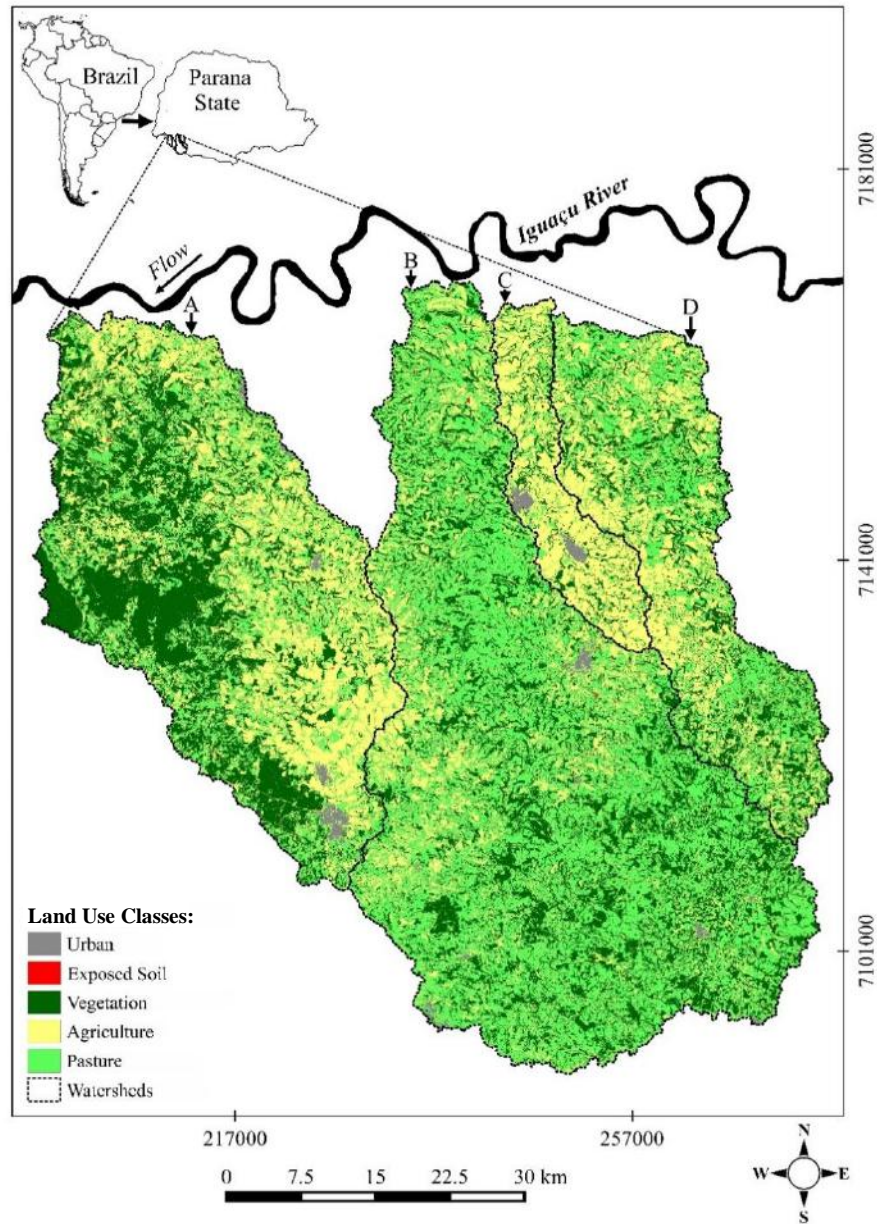 Brazil
Parana
State
Iguaçu River
Flow
A
B
C
D
7181000
7141000
7101000
Land Use Classes:
Urban
Exposed Soil
Vegetation
Agriculture
Pasture
Watersheds
217000
257000
0 7.5 15 22.5 30 km
N
W E
S